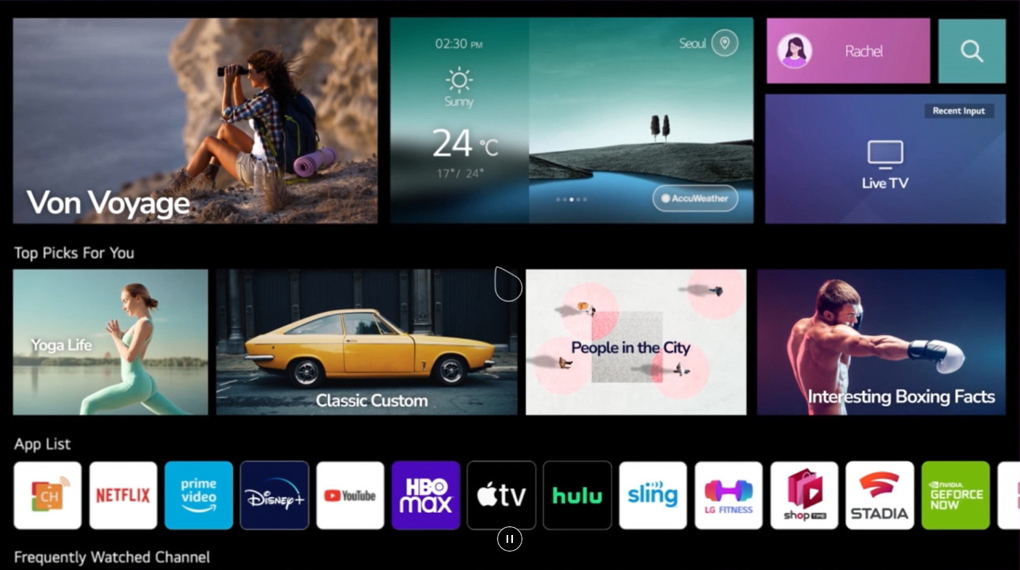 Von Voyage
02:30 PM
Sunny
24 °C
17°/ 24°
Seoul
AccuWeather
Rachel
Recent Input
Live TV
Top Picks For You
Yoga Life
Classic Custom
People in the City
Interesting Boxing Facts
App List
CH
NETFLIX
prime
video
Disney+
YouTube
HBO
max
tv
hulu
sling
LG FITNESS
shop TIME
STADIA
NVIDIA.
GEFORCE
NOW
Frequently Watched Channel